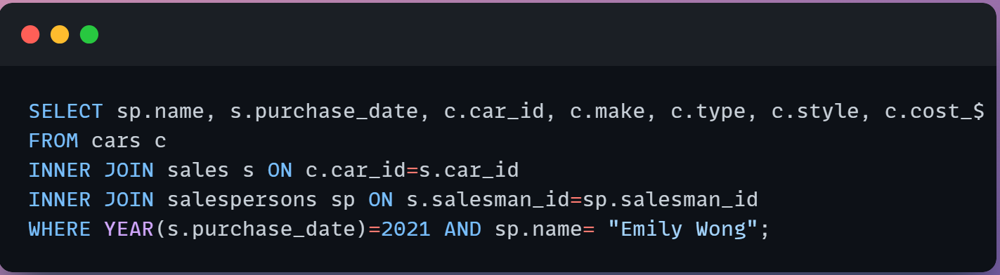 SELECT sp.name, s.purchase_date, c.car_id, c.make, c.type, c.style, c.cost_$
FROM cars c
INNER JOIN sales s ON c.car_id=s.car_id
INNER JOIN salespersons sp ON s.salesman_id=sp.salesman_id
WHERE YEAR(s.purchase_date)=2021 AND sp.name= "Emily Wong";